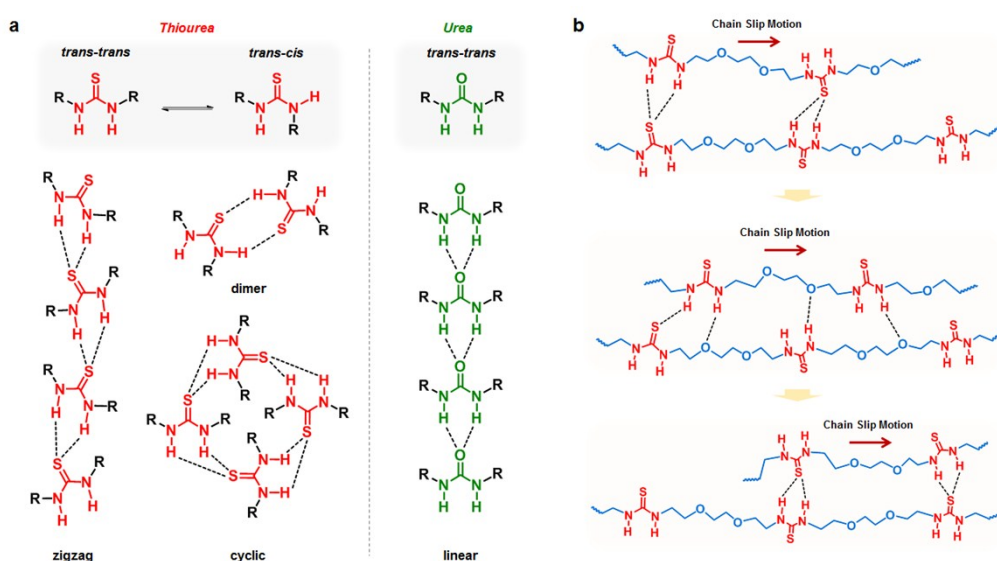 a
Thiourea
Urea
trans-trans
trans-cis
trans-trans
dimer
zigzag
cyclic
linear
b
Chain Slip Motion
Chain Slip Motion
Chain Slip Motion